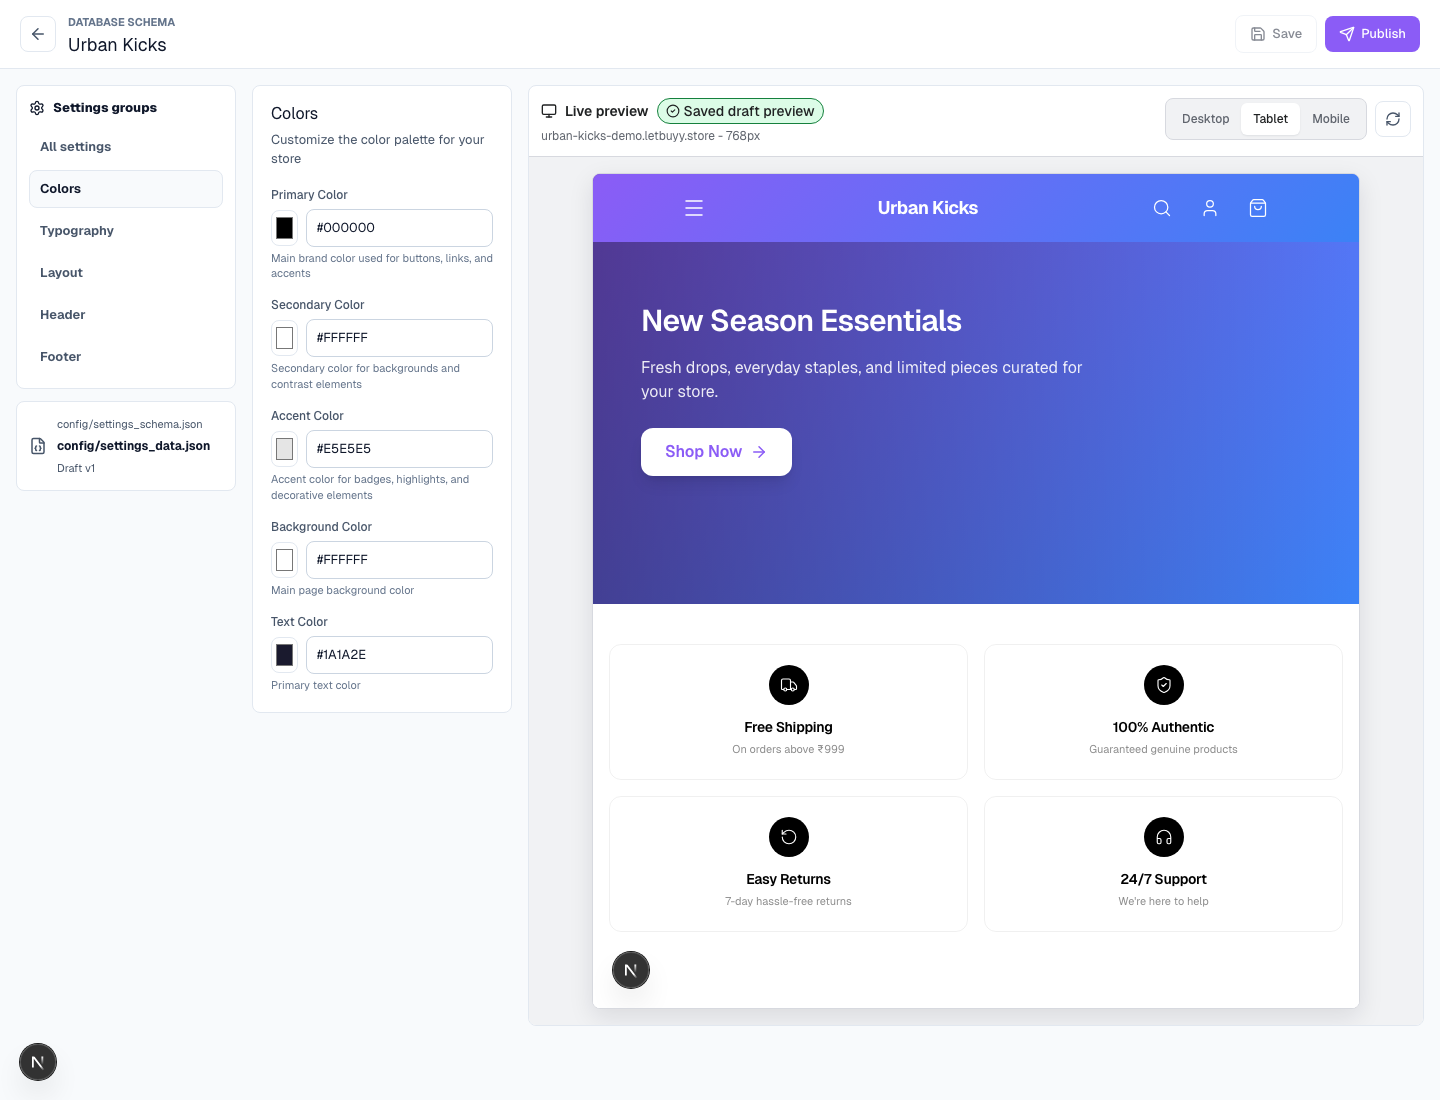 DATABASE SCHEMA
Urban Kicks
Save
Publish
Settings groups
All settings
Colors
Typography
Layout
Header
Footer
config/settings_schema.json
config/settings_data.json
Draft v1
Colors
Customize the color palette for your
store
Primary Color
#000000
Main brand color used for buttons, links, and
accents
Secondary Color
#FFFFFF
Secondary color for backgrounds and
contrast elements
Accent Color
#E5E5E5
Accent color for badges, highlights, and
decorative elements
Background Color
#FFFFFF
Main page background color
Text Color
#1A1A2E
Primary text color
Live preview
Saved draft preview
urban-kicks-demo.letbuyy.store - 768px
Desktop
Tablet
Mobile
Urban Kicks
New Season Essentials
Fresh drops, everyday staples, and limited pieces curated for
your store.
Shop Now
Free Shipping
On orders above ₹999
100% Authentic
Guaranteed genuine products
Easy Returns
7-day hassle-free returns
24/7 Support
We're here to help
N
N